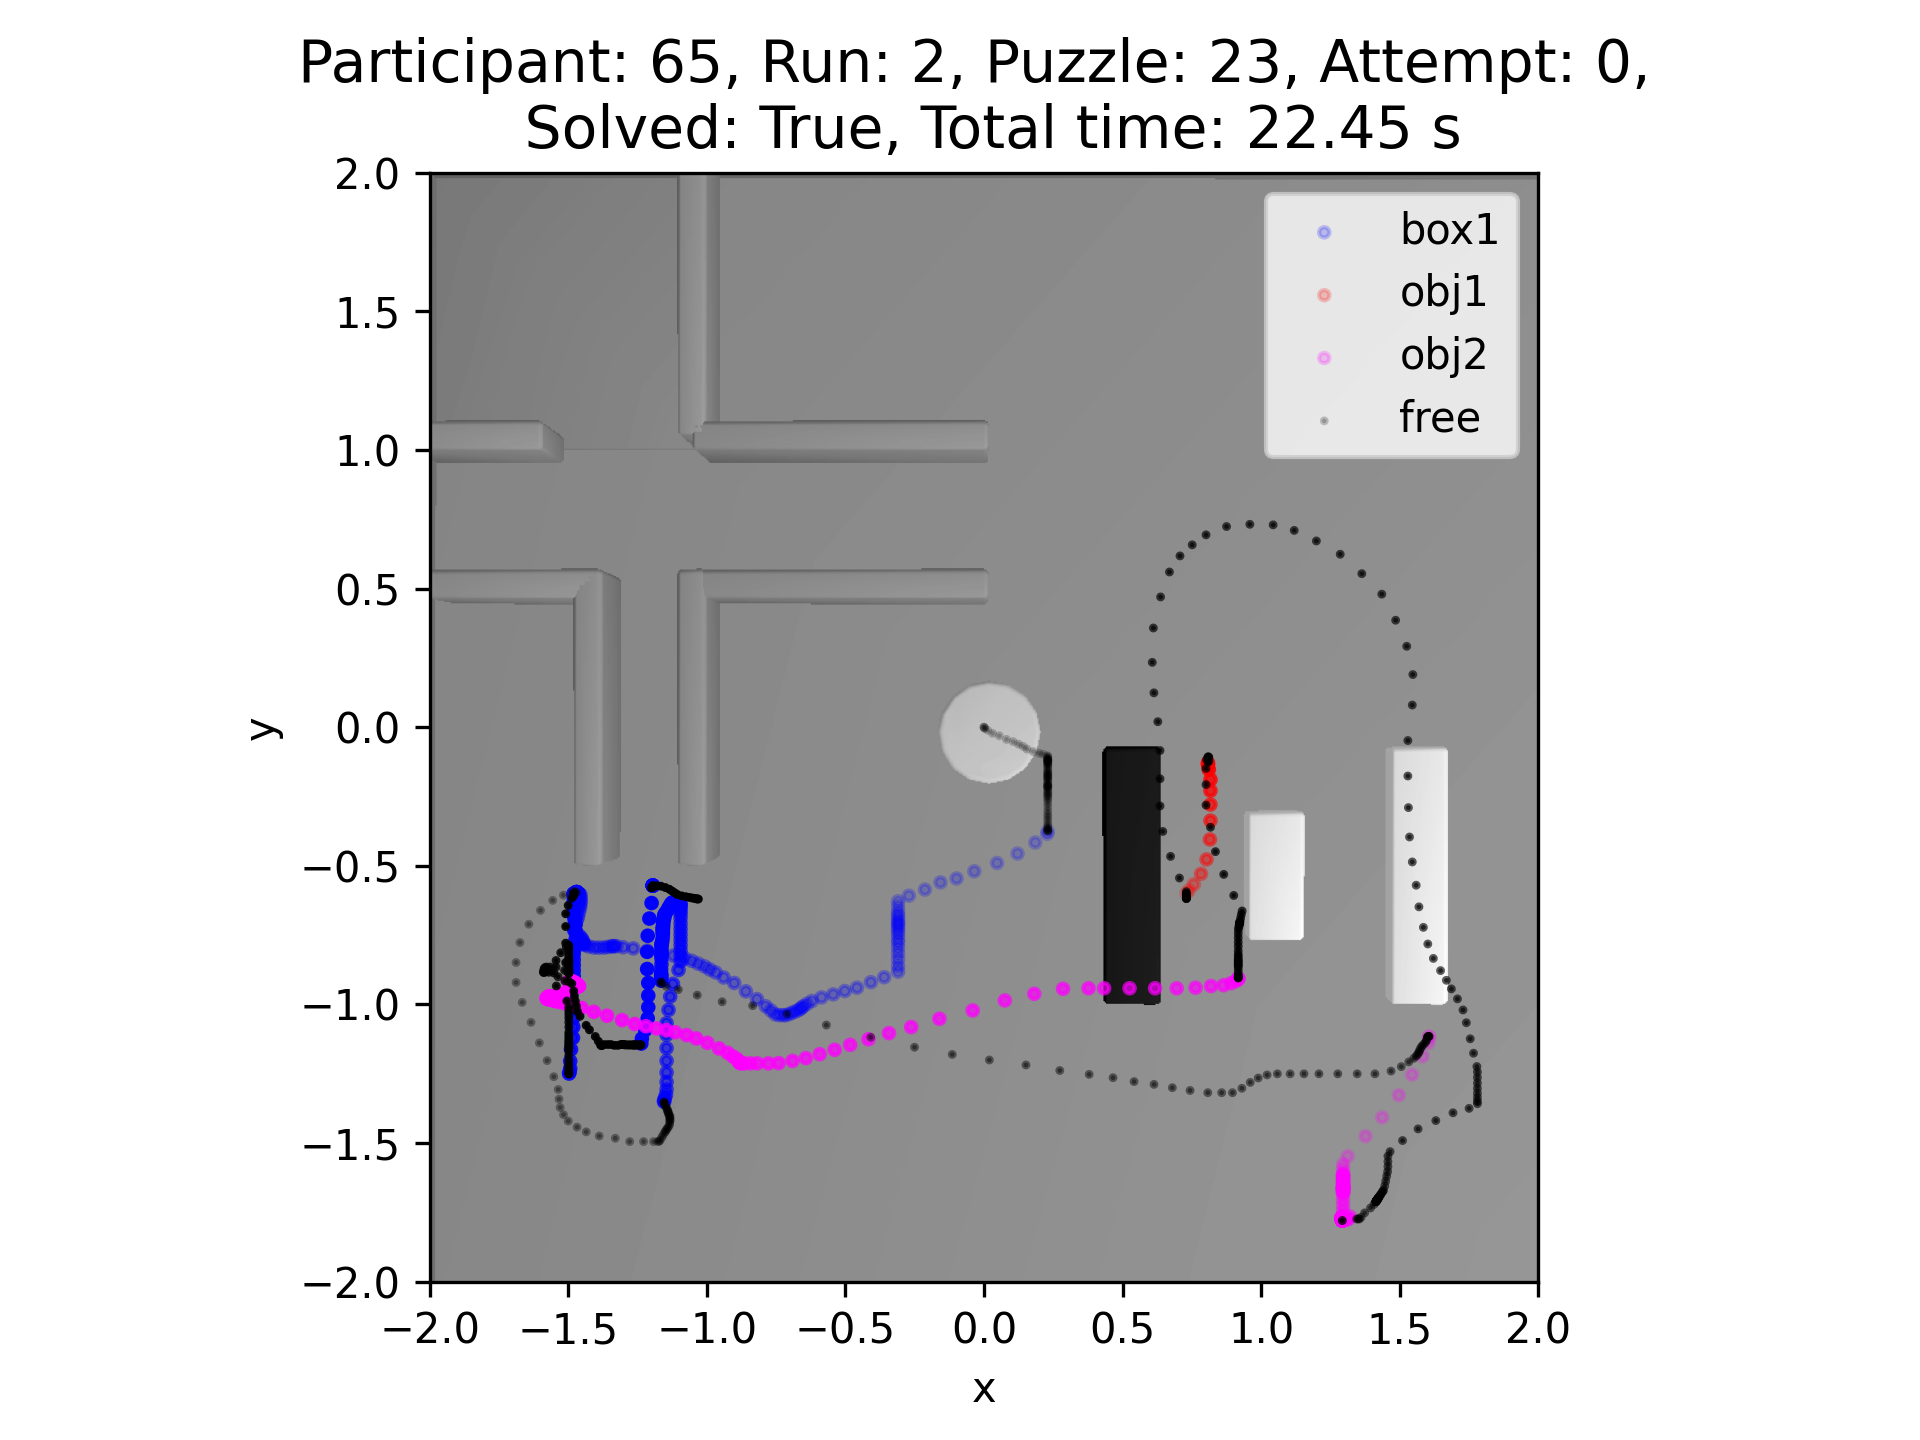 Participant: 65, Run: 2, Puzzle: 23, Attempt: 0,
Solved: True, Total time: 22.45 s
box1
obj1
obj2
free
2.0
1.5
1.0
0.5
0.0
−0.5
−1.0
−1.5
−2.0
y
−2.0 −1.5 −1.0 −0.5 0.0 0.5 1.0 1.5 2.0
x